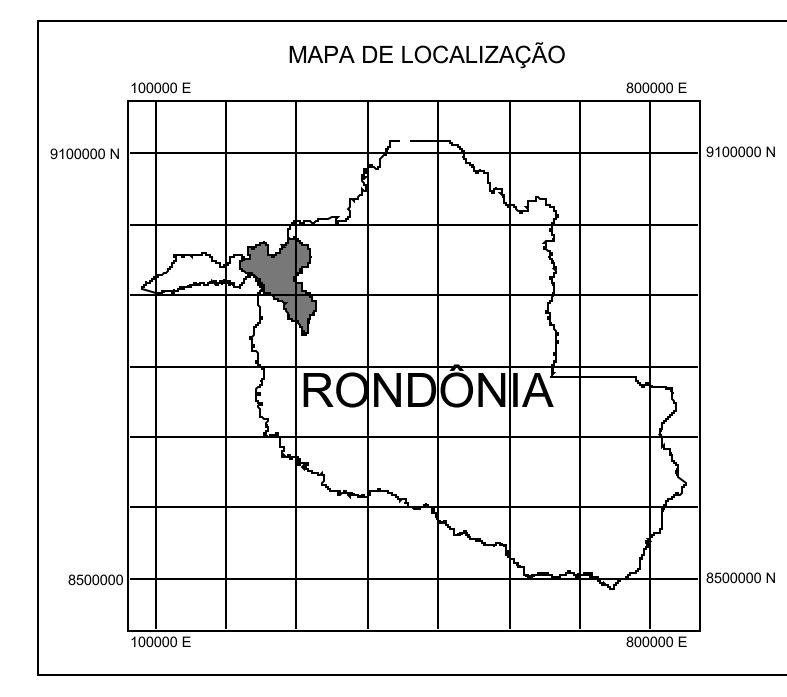 MAPA DE LOCALIZAÇÃO
100000 E
800000 E
9100000 N
9100000 N
RONDÔNIA
8500000
8500000 N
100000 E
800000 E